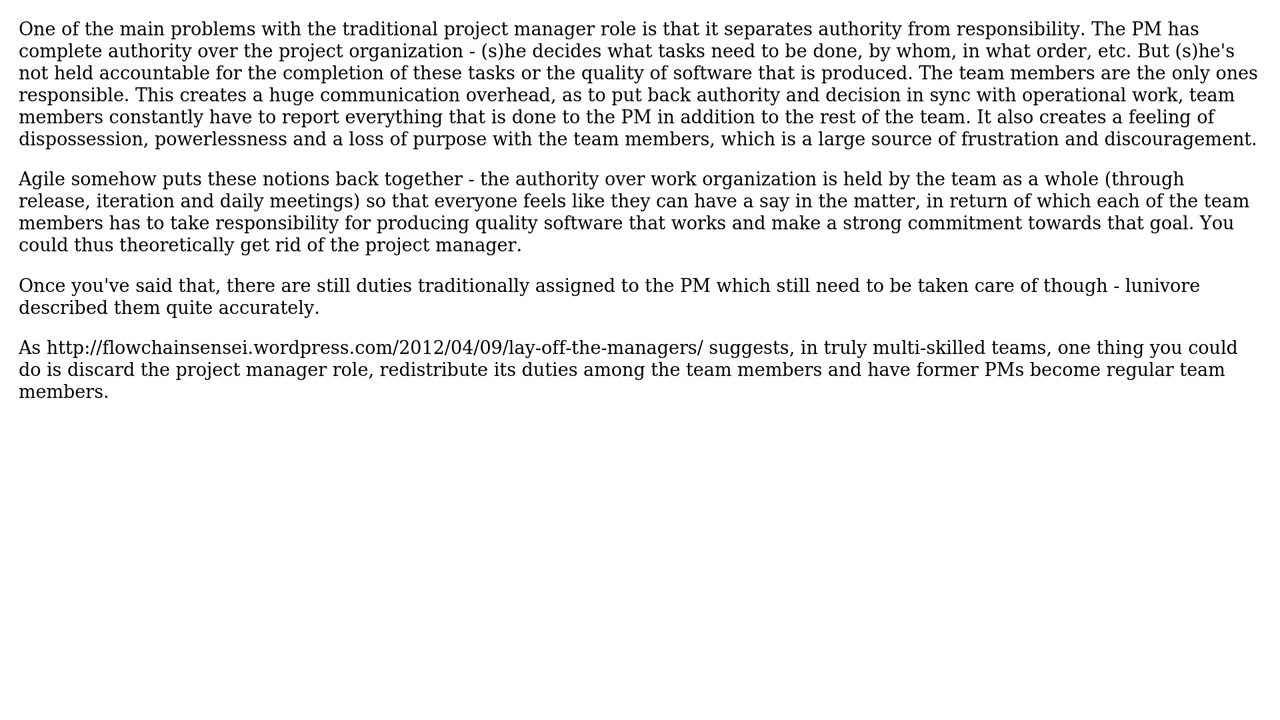 One of the main problems with the traditional project manager role is that it separates authority from responsibility. The PM has
complete authority over the project organization - (s)he decides what tasks need to be done, by whom, in what order, etc. But (s)he's
not held accountable for the completion of these tasks or the quality of software that is produced. The team members are the only ones
responsible. This creates a huge communication overhead, as to put back authority and decision in sync with operational work, team
members constantly have to report everything that is done to the PM in addition to the rest of the team. It also creates a feeling of
dispossession, powerlessness and a loss of purpose with the team members, which is a large source of frustration and discouragement.
Agile somehow puts these notions back together - the authority over work organization is held by the team as a whole (through
release, iteration and daily meetings) so that everyone feels like they can have a say in the matter, in return of which each of the team
members has to take responsibility for producing quality software that works and make a strong commitment towards that goal. You
could thus theoretically get rid of the project manager.
Once you've said that, there are still duties traditionally assigned to the PM which still need to be taken care of though - lunivore
described them quite accurately.
As http://flowchainsensei.wordpress.com/2012/04/09/lay-off-the-managers/ suggests, in truly multi-skilled teams, one thing you could
do is discard the project manager role, redistribute its duties among the team members and have former PMs become regular team
members.